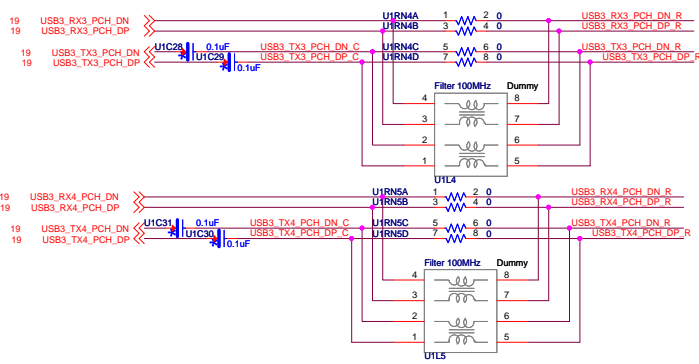 19 USB3_RX3_PCH_DN U1RN4A 1 2 0 USB3_RX3_PCH_DN_R
19 USB3_RX3_PCH_DP U1RN4B 3 4 0 USB3_RX3_PCH_DP_R
19 USB3_TX3_PCH_DN U1C28 0.1uF USB3_TX3_PCH_DN_C U1RN4C 5 6 0 USB3_TX3_PCH_DN_R
19 USB3_TX3_PCH_DP U1C29 0.1uF USB3_TX3_PCH_DP_C U1RN4D 7 8 0 USB3_TX3_PCH_DP_R
Filter 100MHz Dummy
4 8
3 7
2 6
1 5
U1L4
19 USB3_RX4_PCH_DN U1RN5A 1 2 0 USB3_RX4_PCH_DN_R
19 USB3_RX4_PCH_DP U1RN5B 3 4 0 USB3_RX4_PCH_DP_R
19 USB3_TX4_PCH_DN U1C31 0.1uF USB3_TX4_PCH_DN_C U1RN5C 5 6 0 USB3_TX4_PCH_DN_R
19 USB3_TX4_PCH_DP U1C30 0.1uF USB3_TX4_PCH_DP_C U1RN5D 7 8 0 USB3_TX4_PCH_DP_R
Filter 100MHz Dummy
4 8
3 7
2 6
1 5
U1L5